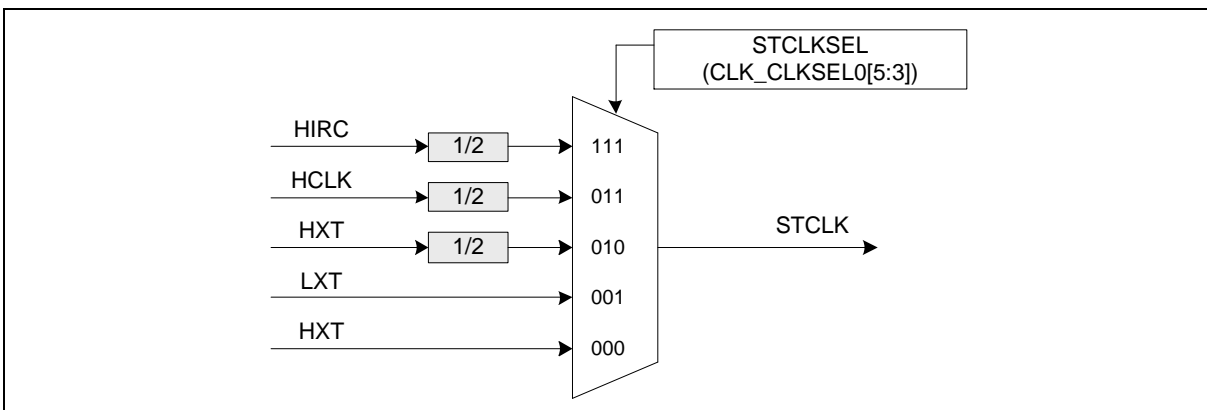 STCLKSEL
(CLK_CLKSEL0[5:3])
HIRC
1/2
111
HCLK
1/2
011
HXT
1/2
010
STCLK
LXT
001
HXT
000